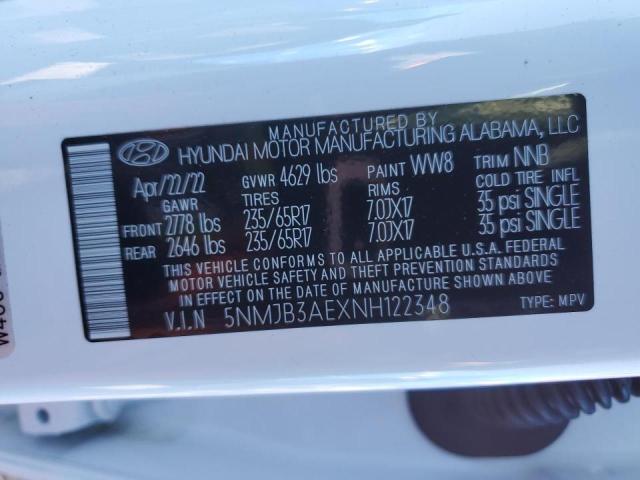 MANUFACTURED BY
HYUNDAI MOTOR MANUFACTURING ALABAMA, LLC
Apr/22/22 GVWR 4629 lbs PAINT WW8 TRIM NNB
GAWR TIRES RIMS COLD TIRE INFL
FRONT 2778 lbs 235/65R17 7.0JX17 35 psi SINGLE
REAR 2646 lbs 235/65R17 7.0JX17 35 psi SINGLE
THIS VEHICLE CONFORMS TO ALL APPLICABLE U.S.A. FEDERAL
MOTOR VEHICLE SAFETY AND THEFT PREVENTION STANDARDS
IN EFFECT ON THE DATE OF MANUFACTURE SHOWN ABOVE.
V.I.N 5NMJB3AEXNH122348 TYPE: MPV